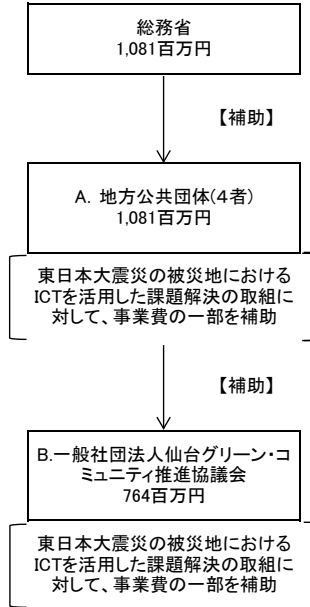 総務省
1,081百万円
【補助】
A. 地方公共団体(4者)
1,081百万円
東日本大震災の被災地における
ICTを活用した課題解決の取組に
対して、事業費の一部を補助
【補助】
B.一般社団法人仙台グリーン・コ
ミュニティ推進協議会
764百万円
東日本大震災の被災地における
ICTを活用した課題解決の取組に
対して、事業費の一部を補助